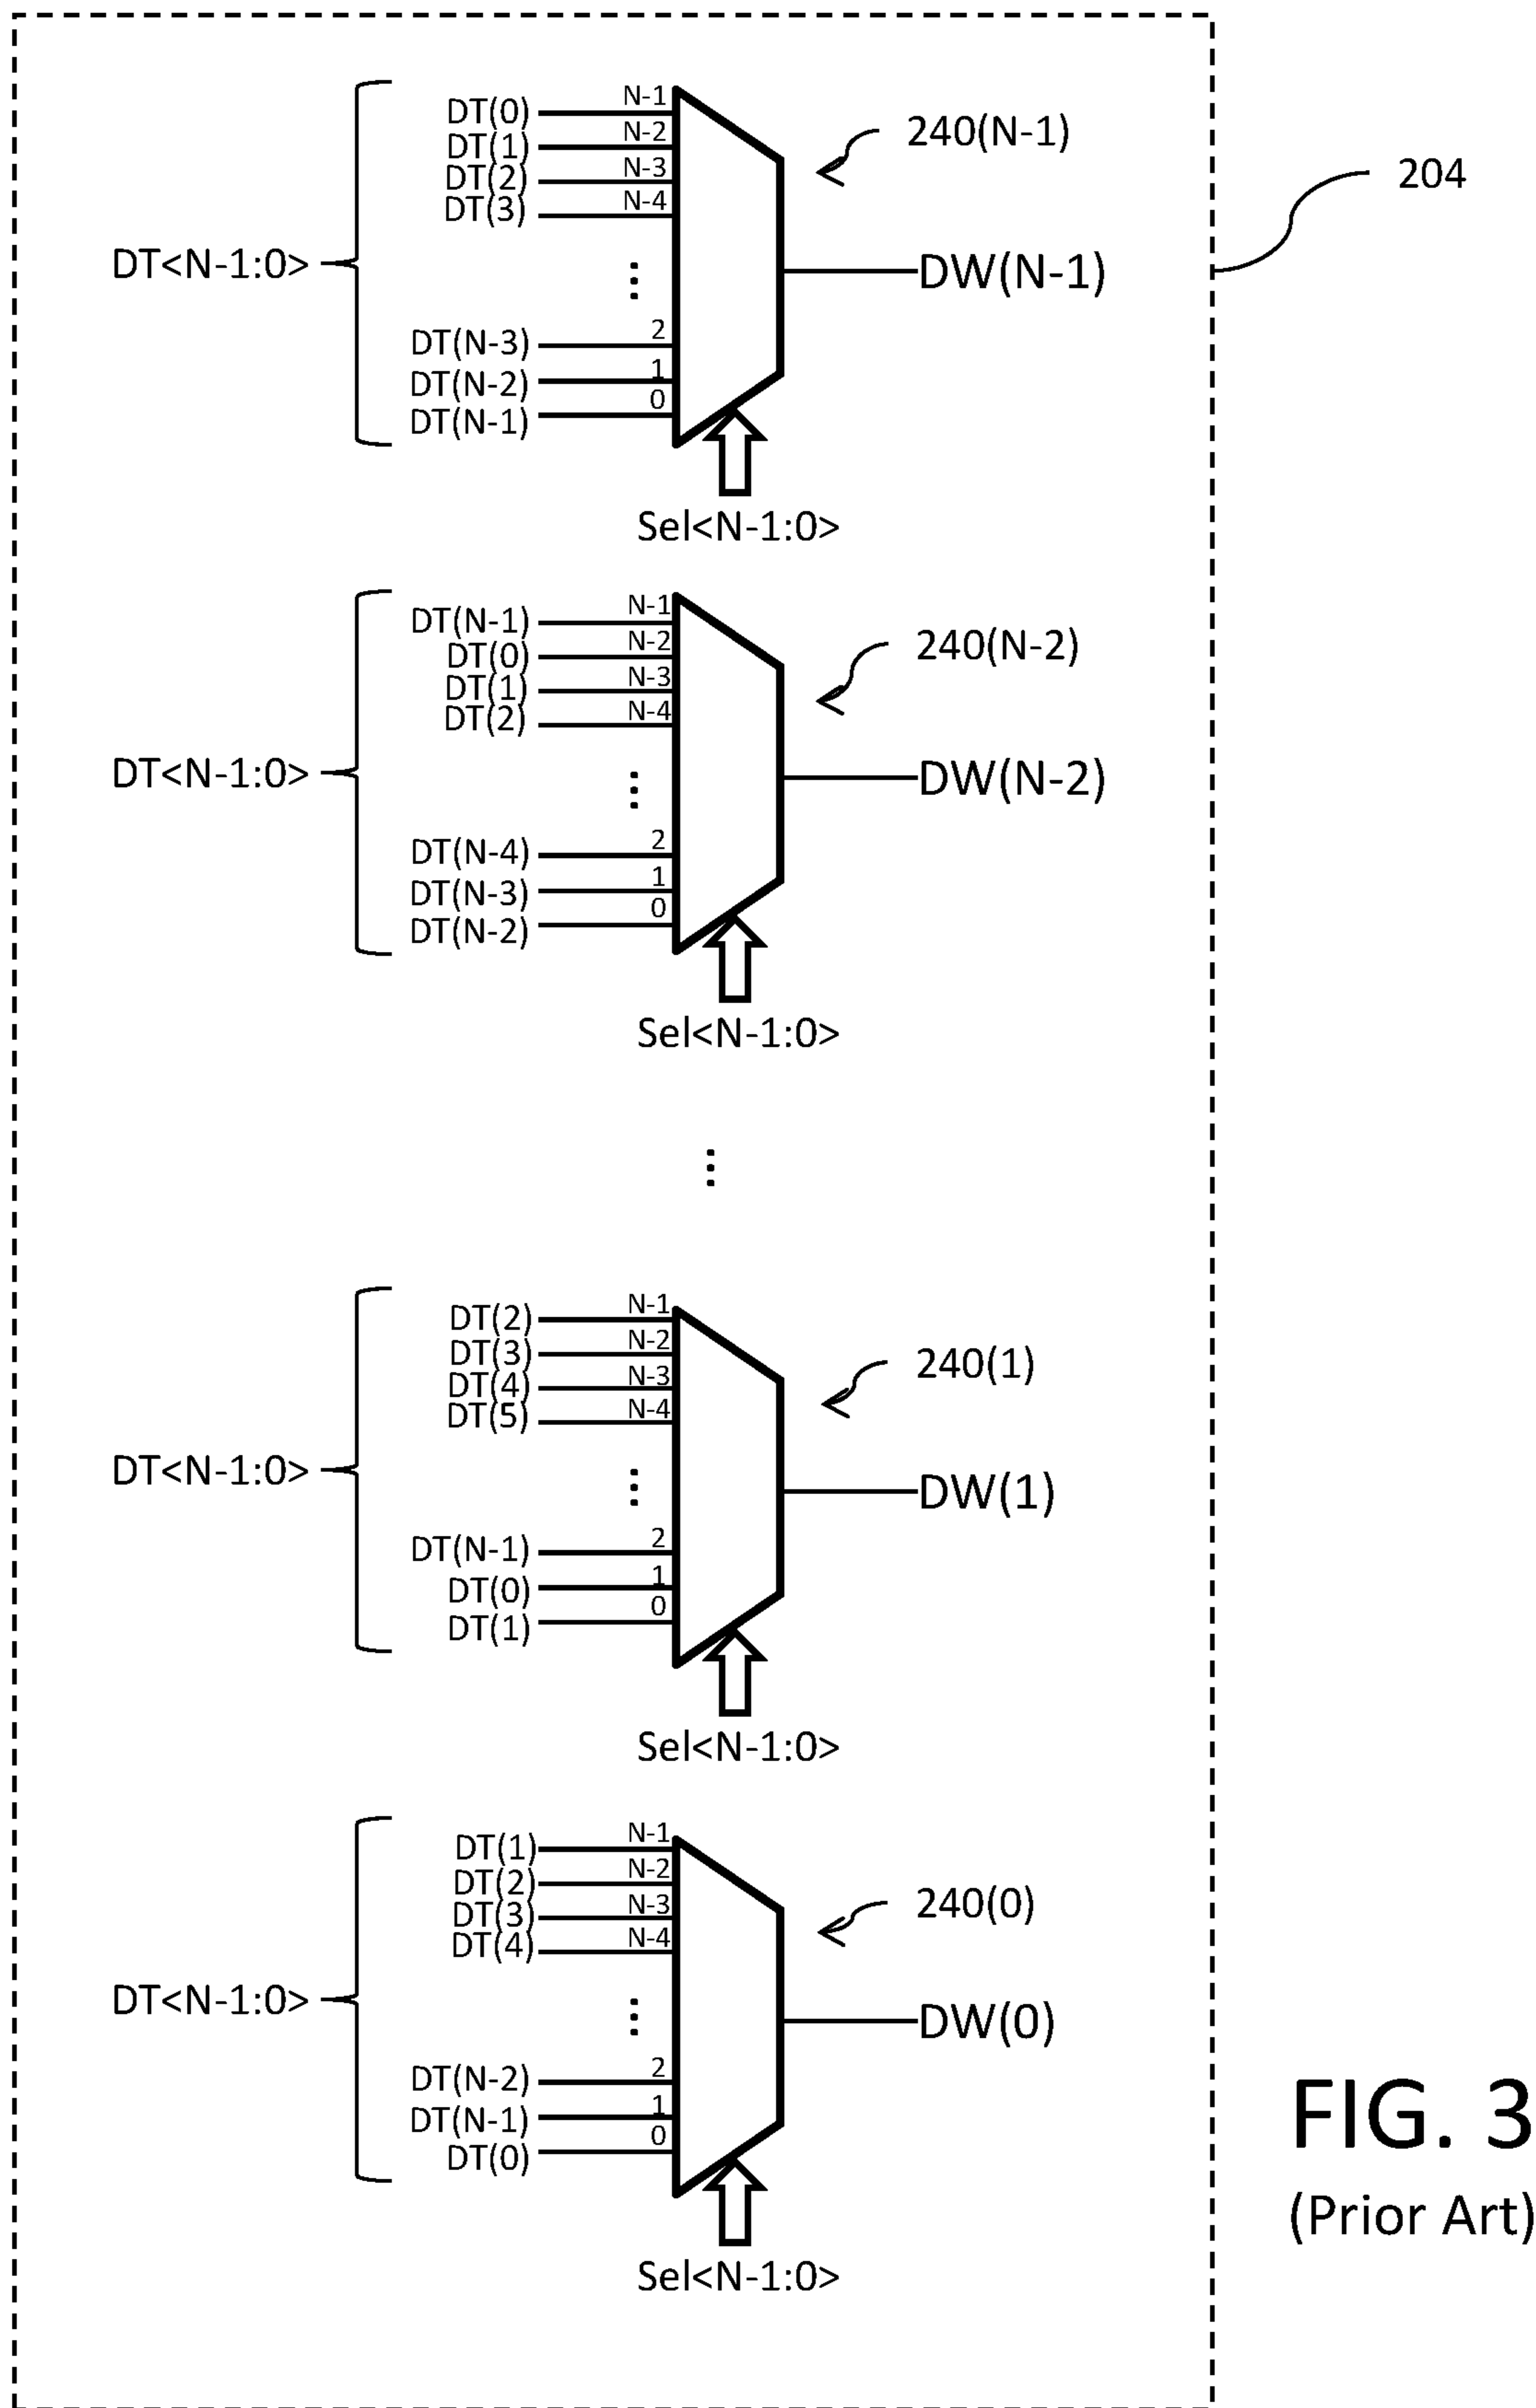 DT(0) N-1
DT(1) N-2
DT(2) N-3
DT(3) N-4
240(N-1)
204
DT<N-1:0>
DW(N-1)
DT(N-3) 2
DT(N-2) 1
DT(N-1) 0
Sel<N-1:0>
DT(N-1) N-1
DT(0) N-2
DT(1) N-3
DT(2) N-4
240(N-2)
DT<N-1:0>
DW(N-2)
DT(N-4) 2
DT(N-3) 1
DT(N-2) 0
Sel<N-1:0>
DT(2) N-1
DT(3) N-2
DT(4) N-3
DT(5) N-4
240(1)
DT<N-1:0>
DW(1)
DT(N-1) 2
DT(0) 1
DT(1) 0
Sel<N-1:0>
DT(1) N-1
DT(2) N-2
DT(3) N-3
DT(4) N-4
240(0)
DT<N-1:0>
DW(0)
DT(N-2) 2
DT(N-1) 1
DT(0) 0
Sel<N-1:0>
FIG. 3
(Prior Art)